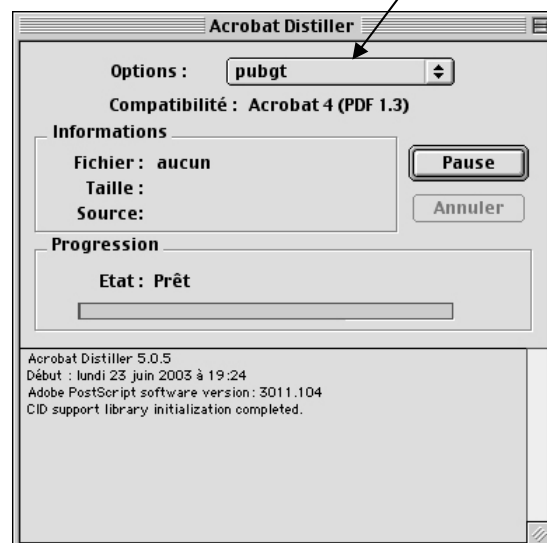 Acrobat Distiller
Options : pubgt
Compatibilité : Acrobat 4 (PDF 1.3)
Informations
Fichier : aucun
Taille :
Source:
Pause
Annuler
Progression
Etat : Prêt
Acrobat Distiller 5.0.5
Début : lundi 23 juin 2003 à 19:24
Adobe PostScript software version: 3011.104
CID support library initialization completed.